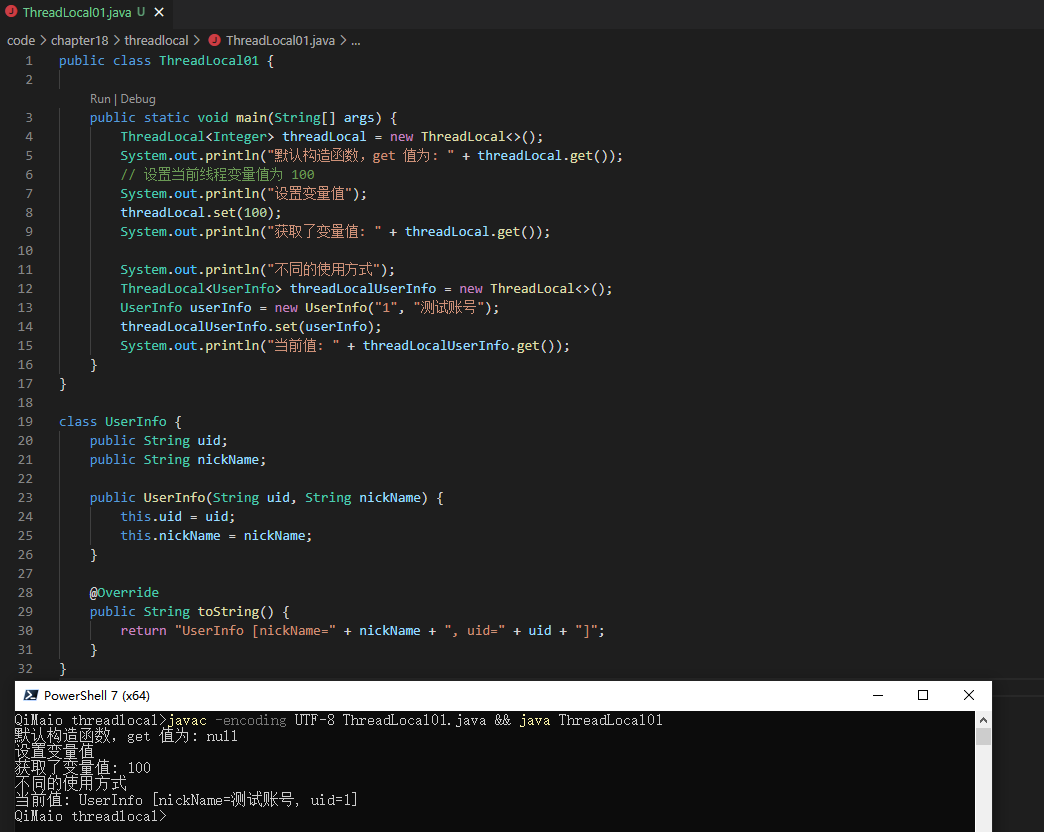 ThreadLocal01.java U
code > chapter18 > threadlocal > ThreadLocal01.java > ...
1 public class ThreadLocal01 {
2
Run | Debug
3 public static void main(String[] args) {
4 ThreadLocal<Integer> threadLocal = new ThreadLocal<>();
5 System.out.println("默认构造函数，get 值为: " + threadLocal.get());
6 // 设置当前线程变量值为 100
7 System.out.println("设置变量值");
8 threadLocal.set(100);
9 System.out.println("获取了变量值: " + threadLocal.get());
10
11 System.out.println("不同的使用方式");
12 ThreadLocal<UserInfo> threadLocalUserInfo = new ThreadLocal<>();
13 UserInfo userInfo = new UserInfo("1", "测试账号");
14 threadLocalUserInfo.set(userInfo);
15 System.out.println("当前值: " + threadLocalUserInfo.get());
16 }
17 }
18
19 class UserInfo {
20 public String uid;
21 public String nickName;
22
23 public UserInfo(String uid, String nickName) {
24 this.uid = uid;
25 this.nickName = nickName;
26 }
27
28 @Override
29 public String toString() {
30 return "UserInfo [nickName=" + nickName + ", uid=" + uid + "]";
31 }
32 }
PowerShell 7 (x64)
QiMaio threadlocal>javac -encoding UTF-8 ThreadLocal01.java && java ThreadLocal01
默认构造函数，get 值为: null
设置变量值
获取了变量值: 100
不同的使用方式
当前值: UserInfo [nickName=测试账号, uid=1]
QiMaio threadlocal>